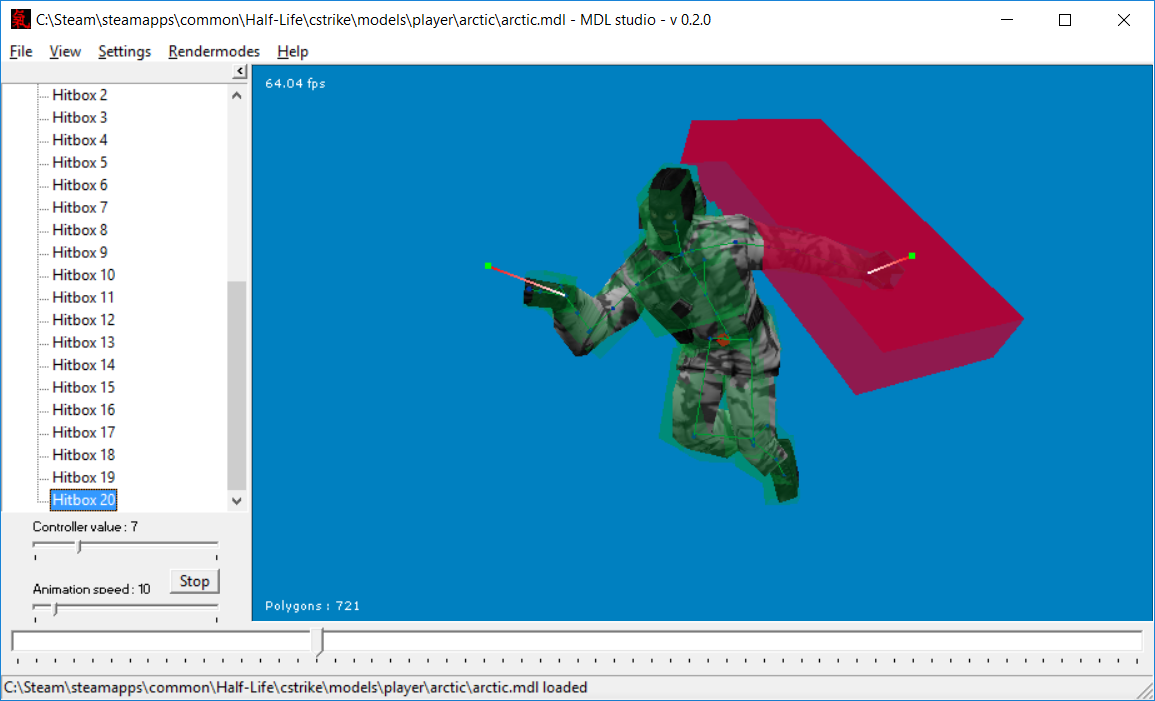 C:\Steam\steamapps\common\Half-Life\cstrike\models\player\arctic\arctic.mdl - MDL studio - v 0.2.0
File View Settings Rendermodes Help
64.04 fps
Hitbox 2
Hitbox 3
Hitbox 4
Hitbox 5
Hitbox 6
Hitbox 7
Hitbox 8
Hitbox 9
Hitbox 10
Hitbox 11
Hitbox 12
Hitbox 13
Hitbox 14
Hitbox 15
Hitbox 16
Hitbox 17
Hitbox 18
Hitbox 19
Hitbox 20
Controller value : 7
Animation speed : 10
Stop
Polygons : 721
C:\Steam\steamapps\common\Half-Life\cstrike\models\player\arctic\arctic.mdl loaded